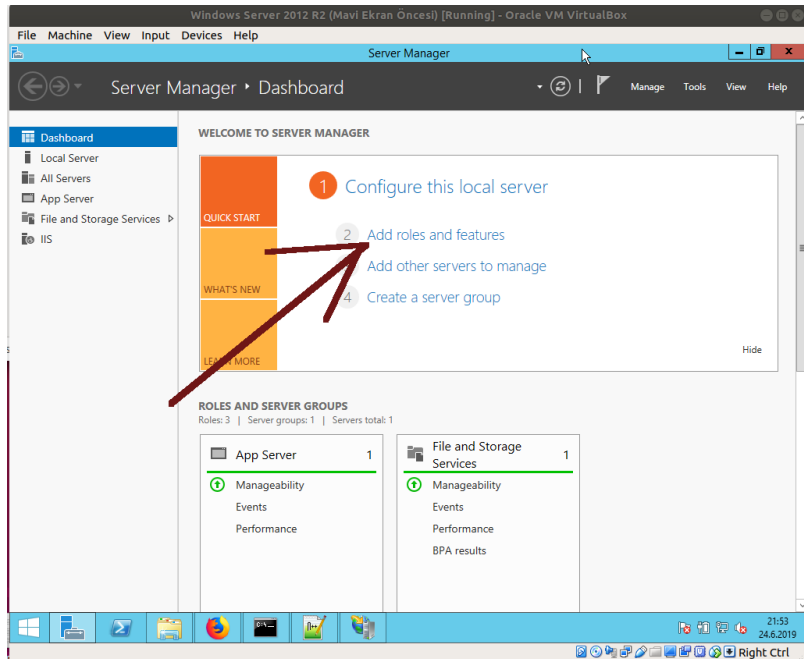 Windows Server 2012 R2 (Mavi Ekran Öncesi) [Running] - Oracle VM VirtualBox
File Machine View Input Devices Help
Server Manager
Server Manager • Dashboard
Manage Tools View Help
Dashboard
Local Server
All Servers
App Server
File and Storage Services
IIS
WELCOME TO SERVER MANAGER
QUICK START
WHAT'S NEW
LEARN MORE
1 Configure this local server
2 Add roles and features
Add other servers to manage
4 Create a server group
Hide
ROLES AND SERVER GROUPS
Roles: 3 | Server groups: 1 | Servers total: 1
App Server 1
Manageability
Events
Performance
File and Storage
Services 1
Manageability
Events
Performance
BPA results
21:53
24.6.2019
Right Ctrl